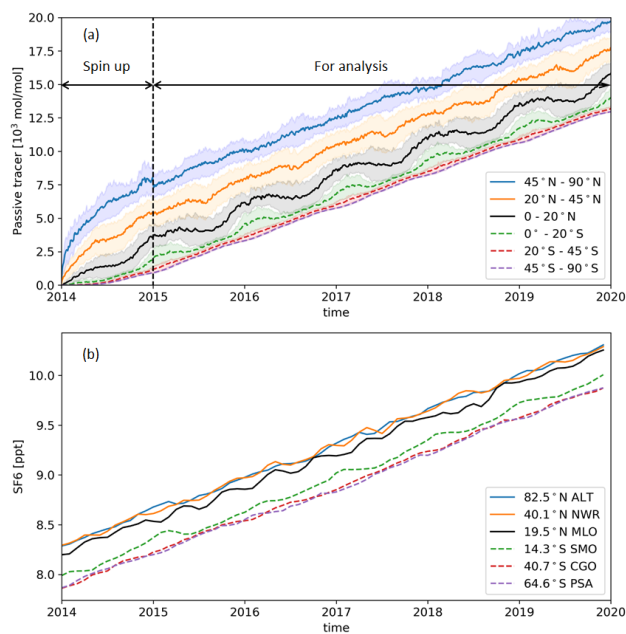 (a)
Spin up
For analysis
Passive tracer [10³ mol/mol]
20.0
17.5
15.0
12.5
10.0
7.5
5.0
2.5
0.0
45°N - 90°N
20°N - 45°N
0 - 20°N
0° - 20°S
20°S - 45°S
45°S - 90°S
2014 2015 2016 2017 2018 2019 2020
time
(b)
SF6 [ppt]
10.0
9.5
9.0
8.5
8.0
82.5°N ALT
40.1°N NWR
19.5°N MLO
14.3°S SMO
40.7°S CGO
64.6°S PSA
2014 2015 2016 2017 2018 2019 2020
time